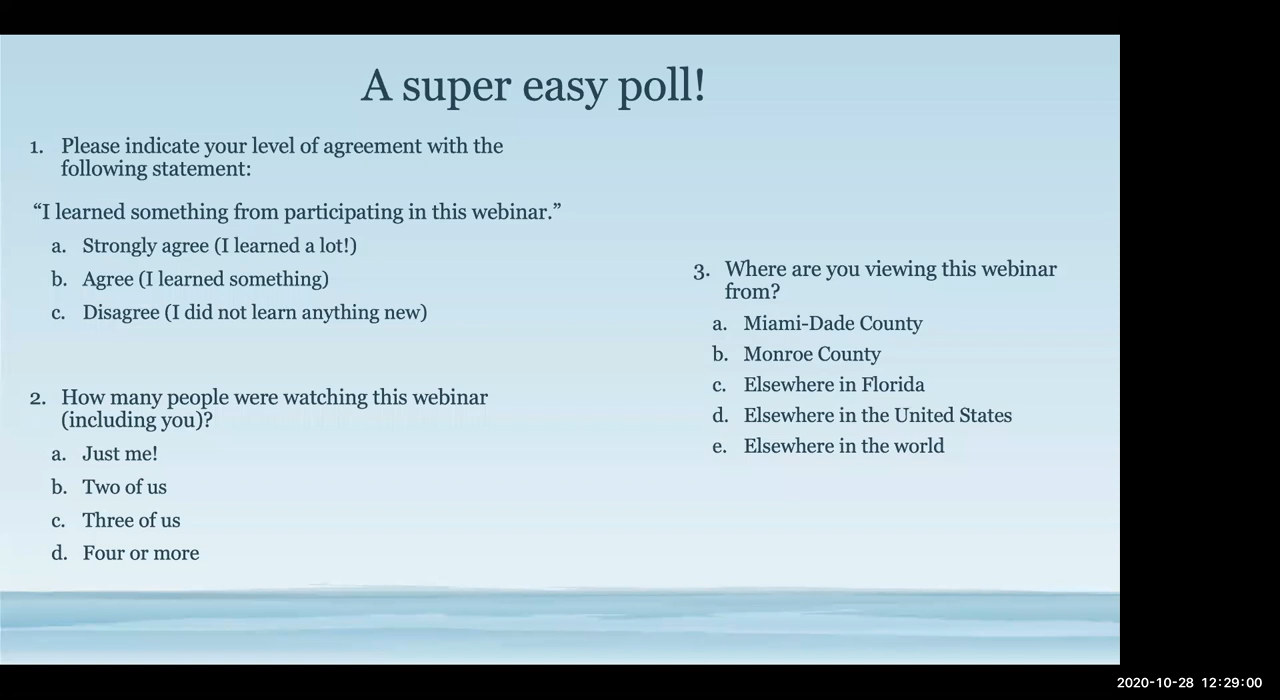 A super easy poll!
1. Please indicate your level of agreement with the
following statement:
“I learned something from participating in this webinar.”
a. Strongly agree (I learned a lot!)
b. Agree (I learned something)
c. Disagree (I did not learn anything new)
2. How many people were watching this webinar
(including you)?
a. Just me!
b. Two of us
c. Three of us
d. Four or more
3. Where are you viewing this webinar
from?
a. Miami-Dade County
b. Monroe County
c. Elsewhere in Florida
d. Elsewhere in the United States
e. Elsewhere in the world
2020-10-28 12:29:00